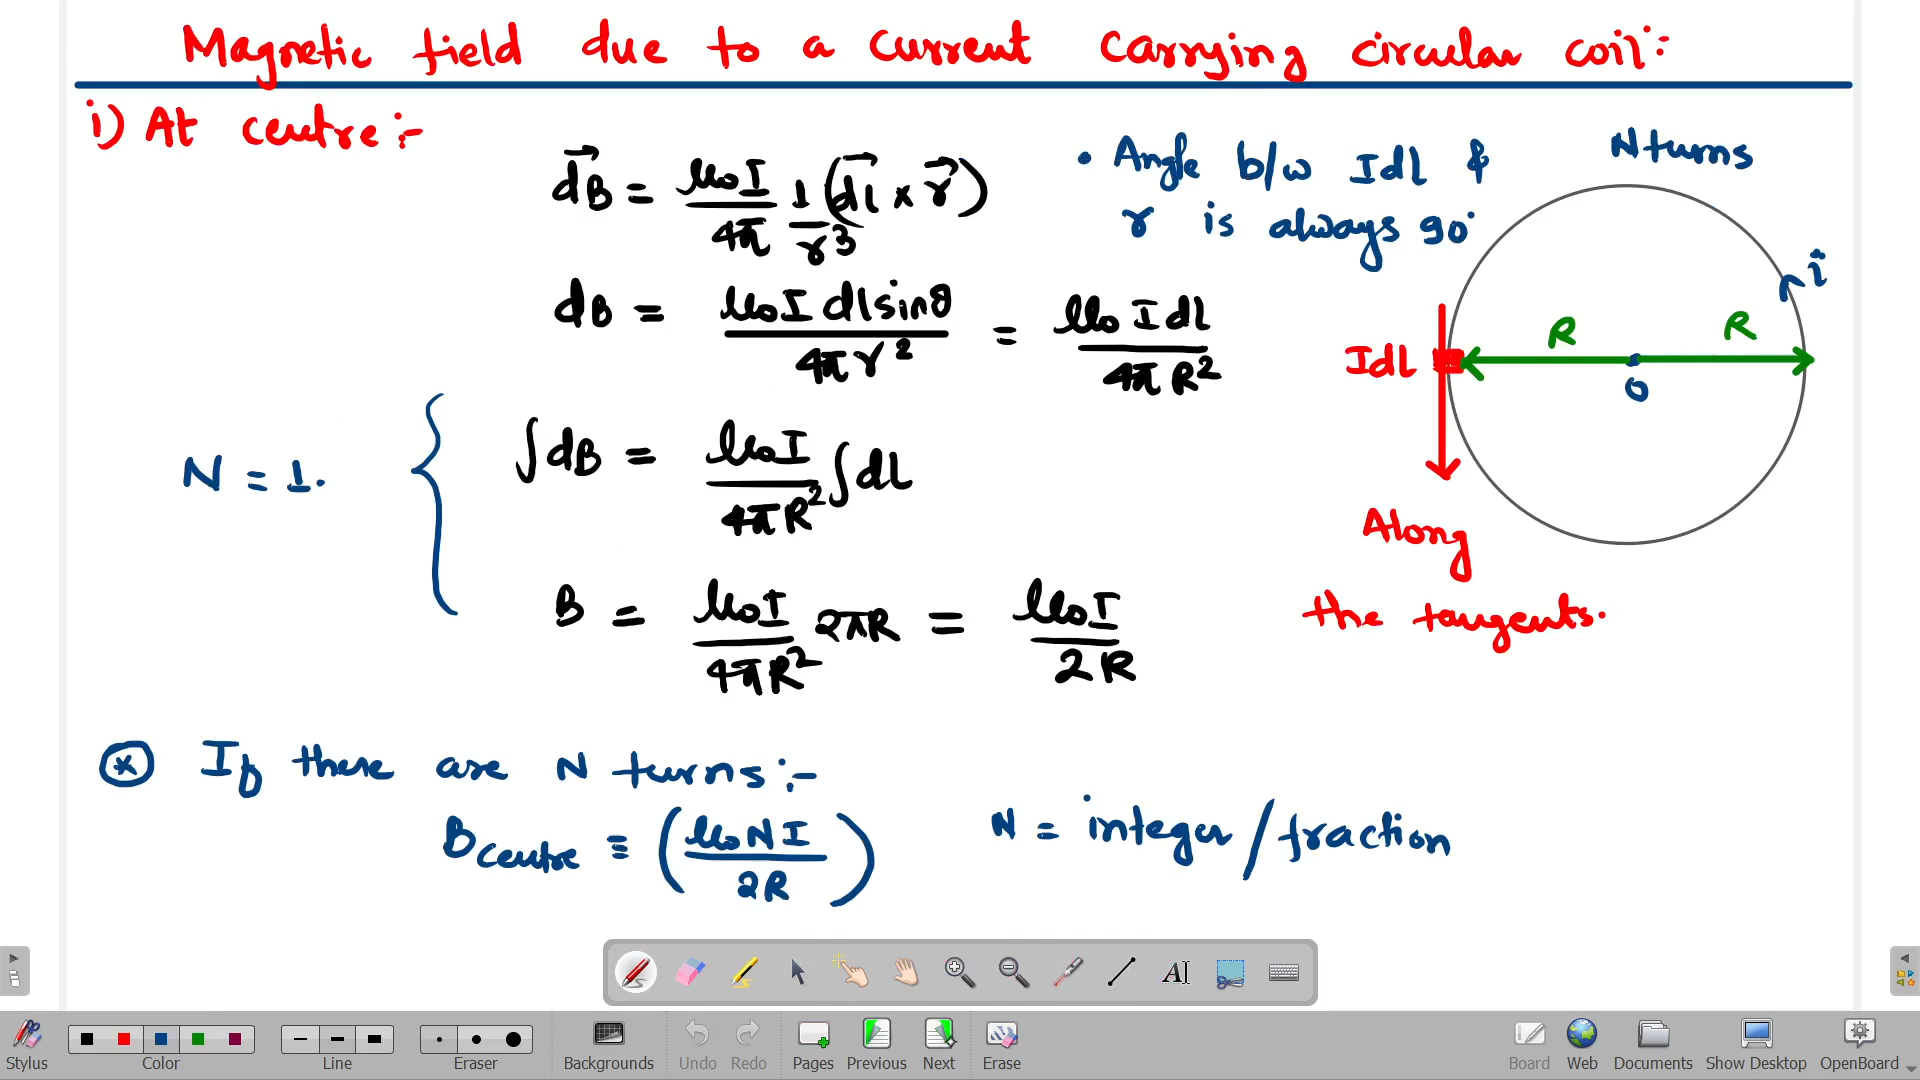 Magnetic field due to a current carrying circular coil:-
i) At centre:-
dB⃗ = μ₀I/4π 1/r³ (dl⃗ × r⃗)
• Angle b/w Idl &
r is always 90°
N turns
i
dB = μ₀I dl sinθ / 4πr² = μ₀ I dl / 4πR²
R R
Idl
O
N = 1.
∫dB = μ₀I/4πR² ∫dl
Along
the tangents.
B = μ₀I/4πR² 2πR = μ₀I/2R
* If there are N turns:-
Bcentre ≡ (μ₀NI/2R)
N = integer/fraction
Stylus
Color
Line
Eraser
Backgrounds
Undo
Redo
Pages
Previous
Next
Erase
Board
Web
Documents
Show Desktop
OpenBoard
AI